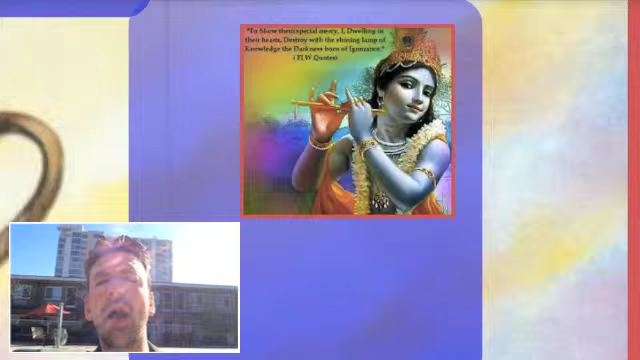 "To Show them special mercy, I, Dwelling in
their hearts, Destroy with the shining lamp of
Knowledge the Darkness born of Ignorance."
( FLW Quotes)